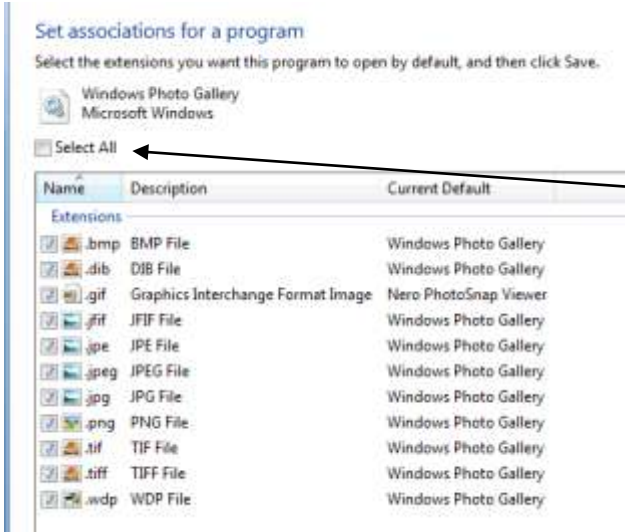 Set associations for a program
Select the extensions you want this program to open by default, and then click Save.
Windows Photo Gallery
Microsoft Windows
Select All
Name Description Current Default
Extensions
.bmp BMP File Windows Photo Gallery
.dib DIB File Windows Photo Gallery
.gif Graphics Interchange Format Image Nero PhotoSnap Viewer
.jfif JFIF File Windows Photo Gallery
.jpe JPE File Windows Photo Gallery
.jpeg JPEG File Windows Photo Gallery
.jpg JPG File Windows Photo Gallery
.png PNG File Windows Photo Gallery
.tif TIF File Windows Photo Gallery
.tiff TIFF File Windows Photo Gallery
.wdp WDP File Windows Photo Gallery